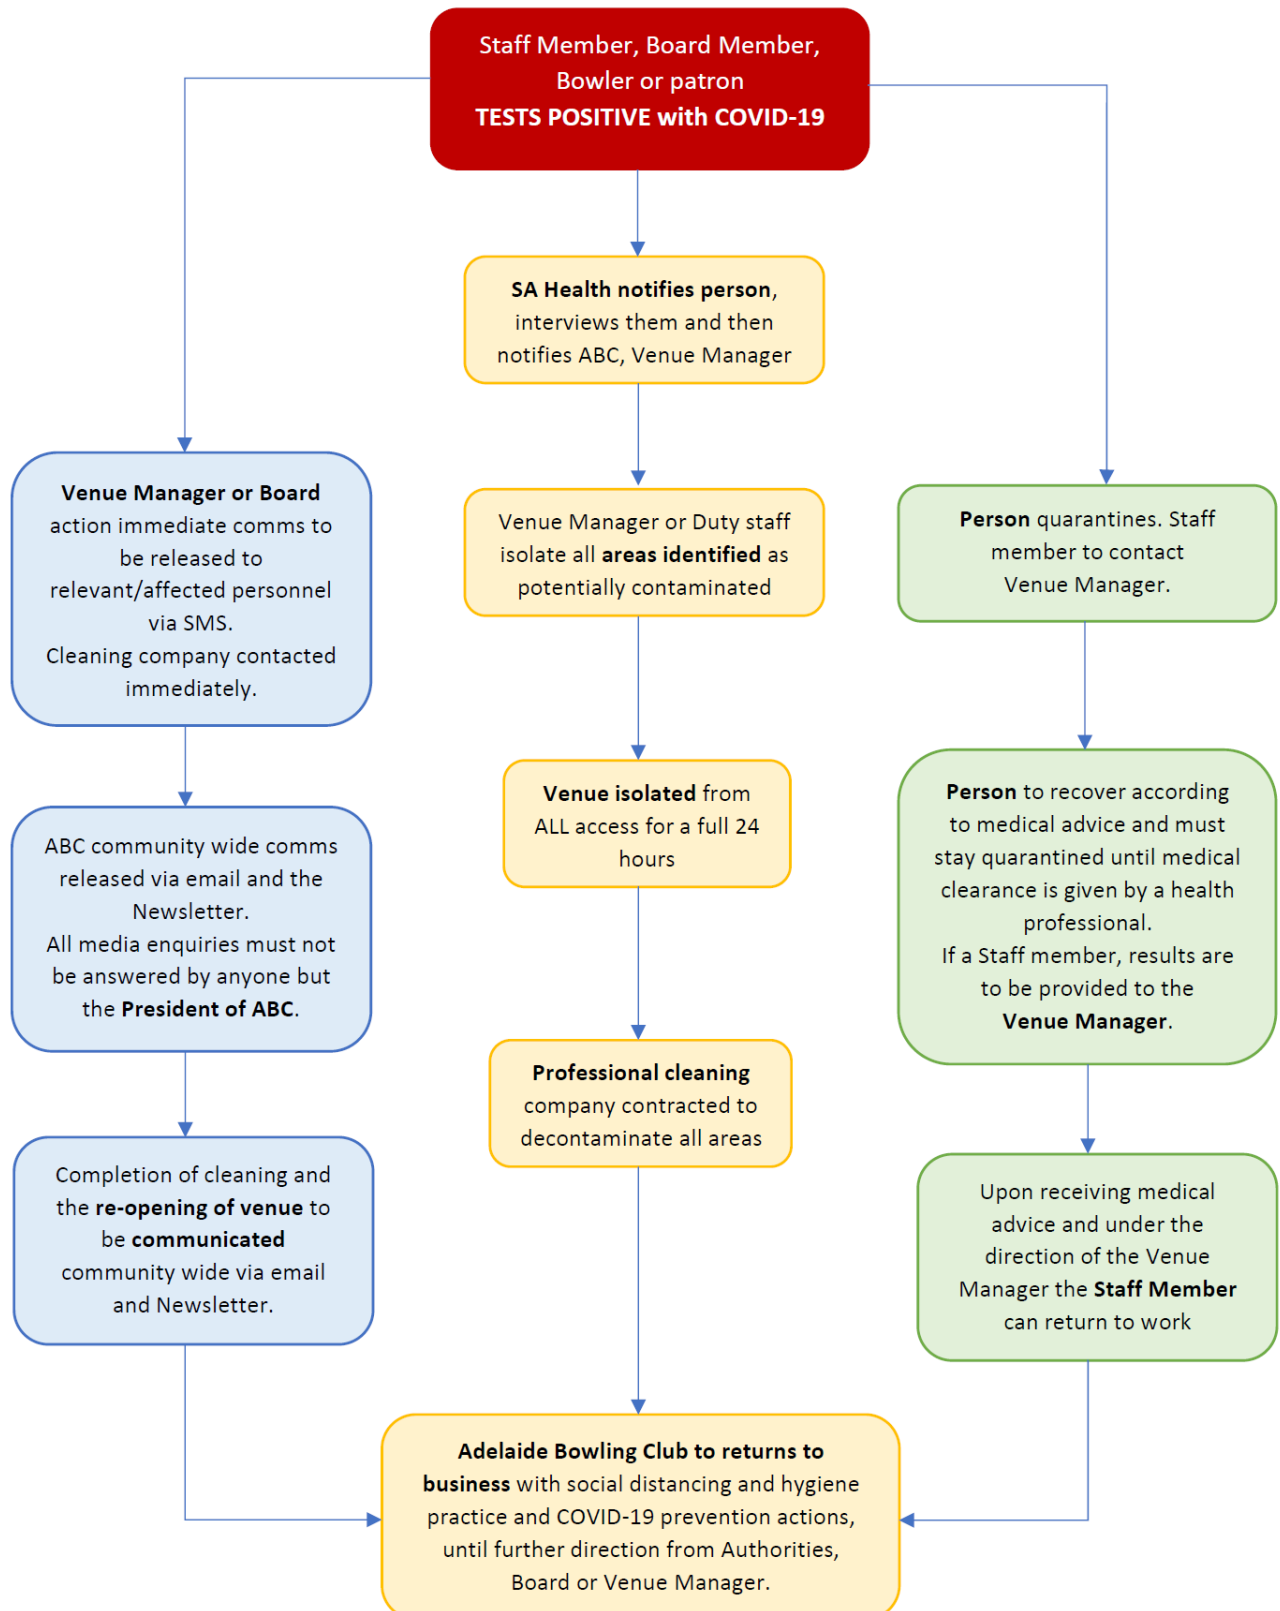 Staff Member, Board Member,
Bowler or patron
TESTS POSITIVE with COVID-19
SA Health notifies person,
interviews them and then
notifies ABC, Venue Manager
Venue Manager or Board
action immediate comms to
be released to
relevant/affected personnel
via SMS.
Cleaning company contacted
immediately.
Venue Manager or Duty staff
isolate all areas identified as
potentially contaminated
Person quarantines. Staff
member to contact
Venue Manager.
ABC community wide comms
released via email and the
Newsletter.
All media enquiries must not
be answered by anyone but
the President of ABC.
Venue isolated from
ALL access for a full 24
hours
Person to recover according
to medical advice and must
stay quarantined until medical
clearance is given by a health
professional.
If a Staff member, results are
to be provided to the
Venue Manager.
Professional cleaning
company contracted to
decontaminate all areas
Completion of cleaning and
the re-opening of venue to
be communicated
community wide via email
and Newsletter.
Upon receiving medical
advice and under the
direction of the Venue
Manager the Staff Member
can return to work
Adelaide Bowling Club to returns to
business with social distancing and hygiene
practice and COVID-19 prevention actions,
until further direction from Authorities,
Board or Venue Manager.